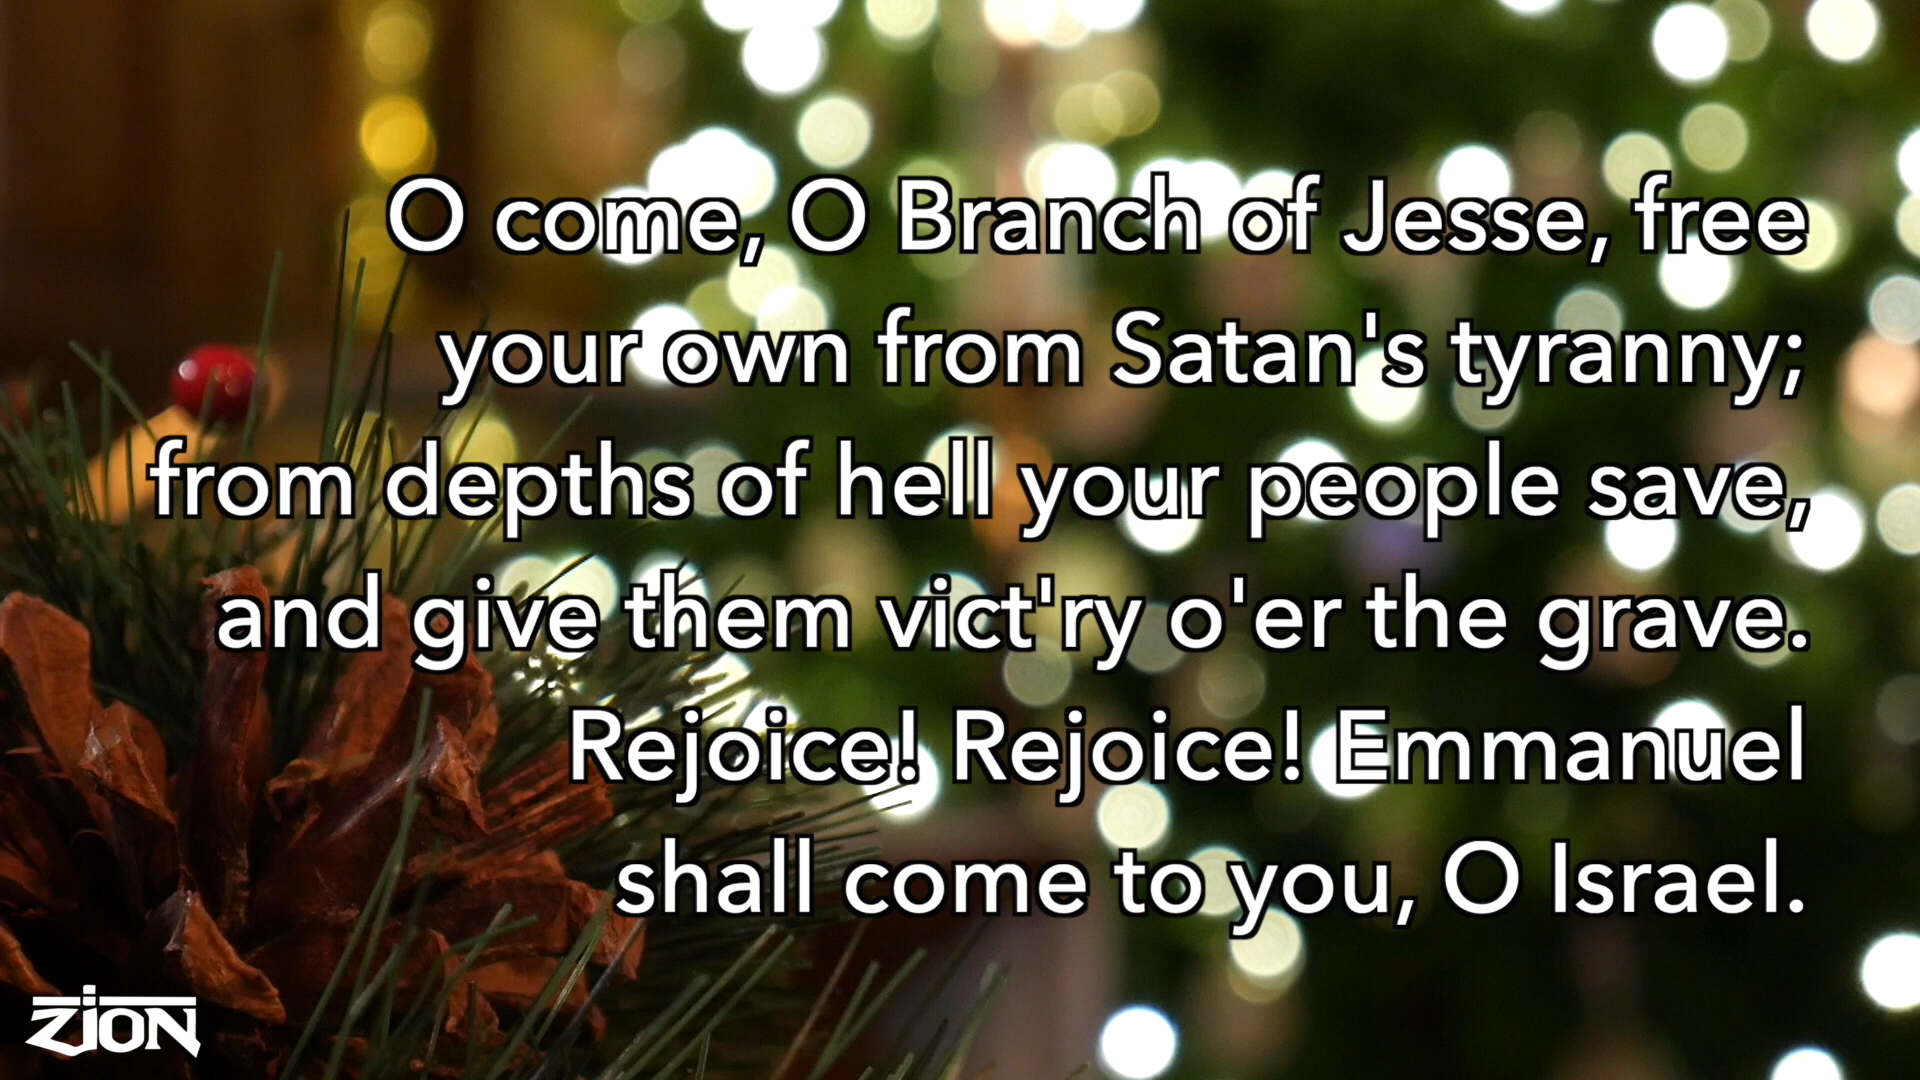 O come, O Branch of Jesse, free
your own from Satan's tyranny;
from depths of hell your people save,
and give them vict'ry o'er the grave.
Rejoice! Rejoice! Emmanuel
shall come to you, O Israel.
ZION